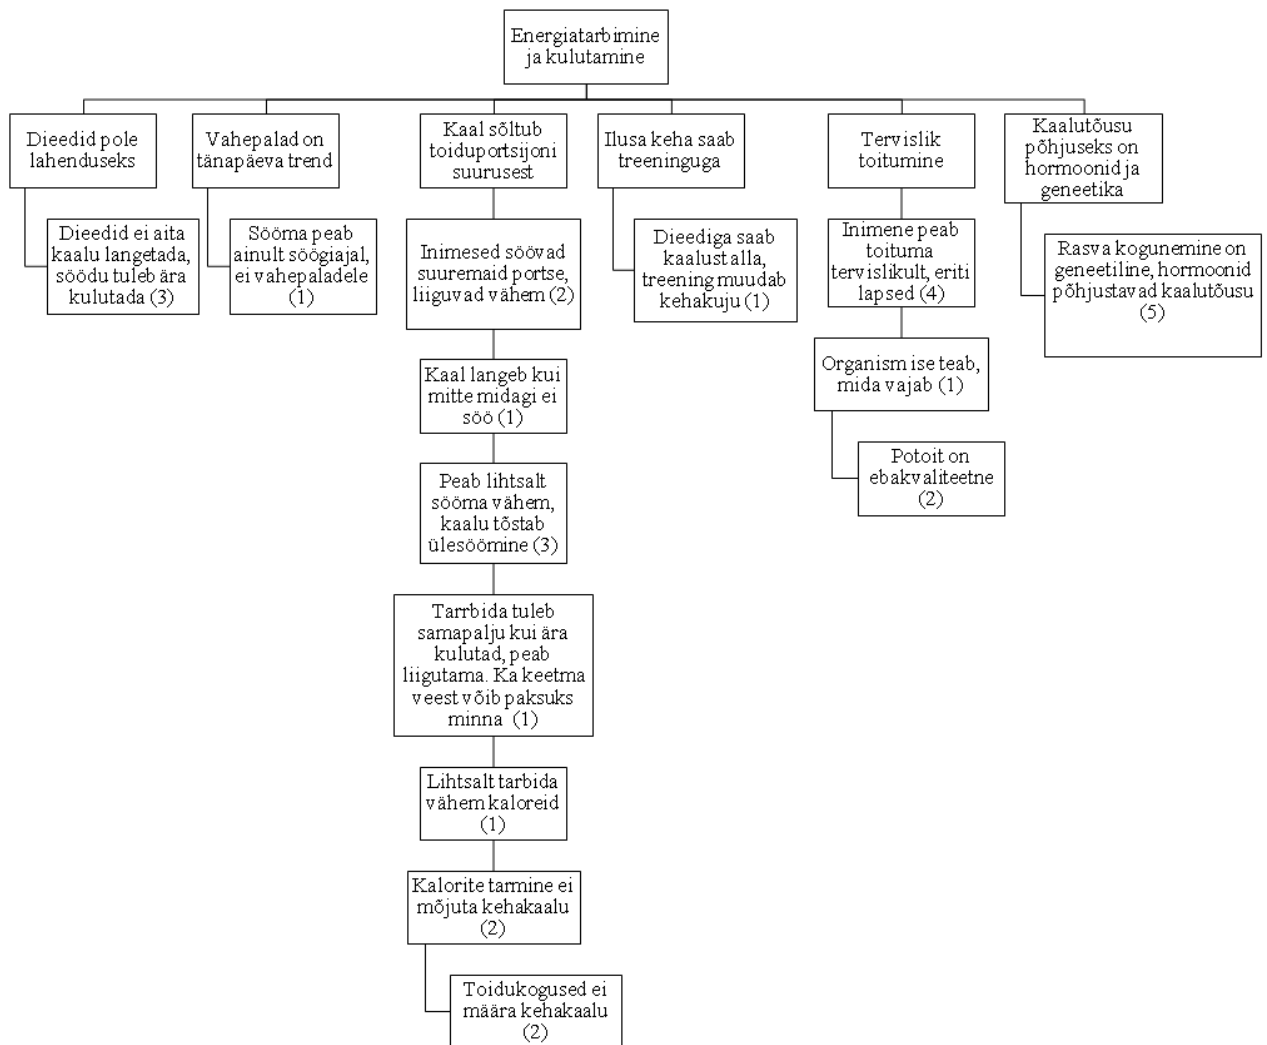 Energiatarbimine
ja kulutamine
Dieedid pole
lahenduseks
Dieedid ei aita
kaalu langetada,
söödu tuleb ära
kulutada (3)
Vahepalad on
tänapäeva trend
Sööma peab
ainult söögiajal,
ei vahepaladele
(1)
Kaal sõltub
toiduportsijoni
suurusest
Inimesed söövad
suuremaid portse,
liiguvad vähem (2)
Kaal langeb kui
mitte midagi ei
söö (1)
Peab lihtsalt
sööma vähem,
kaalu tõstab
ülesöömine (3)
Tarrbida tuleb
samapalju kui ära
kulutad, peab
liigutama. Ka keetma
veest võib paksuks
minna (1)
Lihtsalt tarbida
vähem kaloreid
(1)
Kalorite tarmine ei
mõjuta kehakaalu
(2)
Toidukogused ei
määra kehakaalu
(2)
Ilusa keha saab
treeninguga
Dieediga saab
kaalust alla,
treening muudab
kehakuju (1)
Tervislik
toitumine
Inimene peab
toituma
tervislikult, eriti
lapsed (4)
Organism ise teab,
mida vajab (1)
Potoit on
ebakvaliteetne
(2)
Kaalutõusu
põhjuseks on
hormoonid ja
geneetika
Rasva kogunemine on
geneetiline, hormoonid
põhjustavad kaalutõusu
(5)